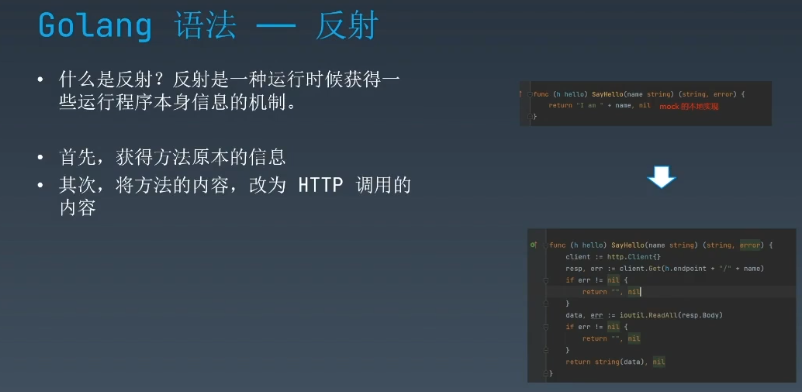 Golang 语法 —— 反射
• 什么是反射？反射是一种运行时候获得一
些运行程序本身信息的机制。
• 首先，获得方法原本的信息
• 其次，将方法的内容，改为 HTTP 调用的
内容
func (h hello) SayHello(name string) (string, error) {
return "I am " + name, nil mock 版本的实现
}
func (h hello) SayHello(name string) (string, error) {
client := http.Client{}
resp, err := client.Get(h.endpoint + "/" + name)
if err != nil {
return "", nil
}
data, err := ioutil.ReadAll(resp.Body)
if err != nil {
return "", nil
}
return string(data), nil
}